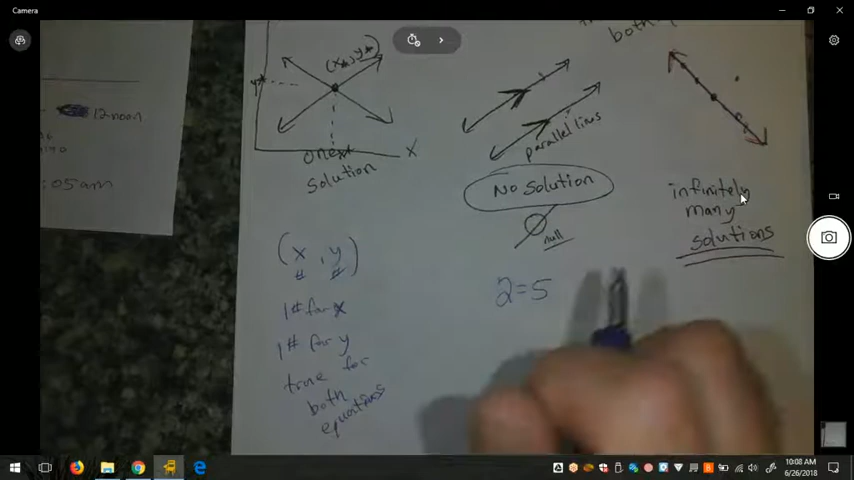 Camera
both
12 noon
:05 am
(x*, y*)
y*
X
one
solution
parallel lines
No solution
null
infinitely
many
solutions
(x, y)
# #
1# for x
1# for y
true for
both
equations
2=5
10:08 AM
6/26/2018